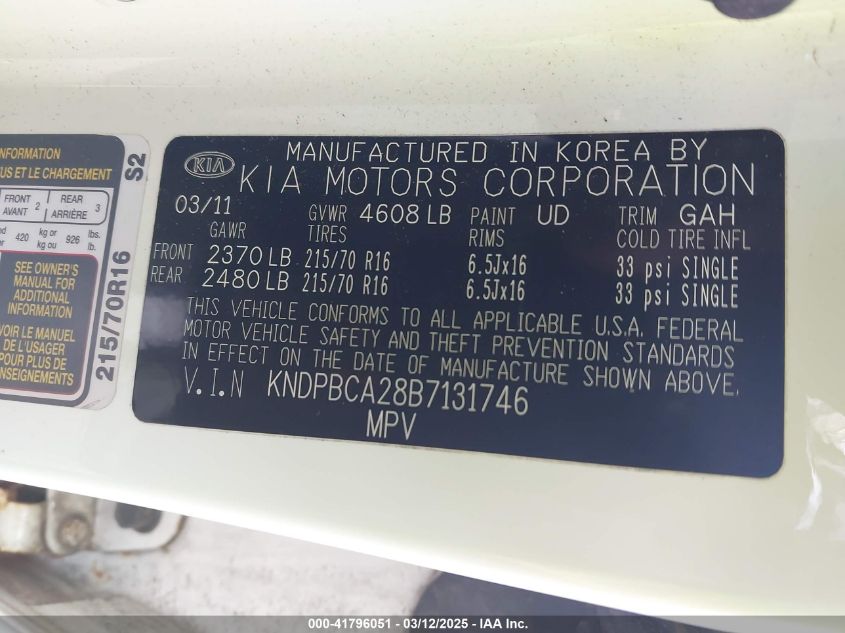 NFORMATION
US ET LE CHARGEMENT
S2
FRONT AVANT 2 REAR ARRIÈRE 3
420 kg or kg ou 926 lbs. lb.
SEE OWNER'S
MANUAL FOR
ADDITIONAL
INFORMATION
VOIR LE MANUEL
DE L'USAGER
POUR PLUS DE
ENSEIGNEMENTS
215/70R16
KIA
MANUFACTURED IN KOREA BY
KIA MOTORS CORPORATION
03/11 GVWR 4608 LB PAINT UD TRIM GAH
GAWR TIRES RIMS COLD TIRE INFL
FRONT 2370 LB 215/70 R16 6.5Jx16 33 psi SINGLE
REAR 2480 LB 215/70 R16 6.5Jx16 33 psi SINGLE
THIS VEHICLE CONFORMS TO ALL APPLICABLE U.S.A. FEDERAL
MOTOR VEHICLE SAFETY AND THEFT PREVENTION STANDARDS
IN EFFECT ON THE DATE OF MANUFACTURE SHOWN ABOVE.
V.I.N KNDPBCA28B7131746
MPV
000-41796051 - 03/12/2025 - IAA Inc.